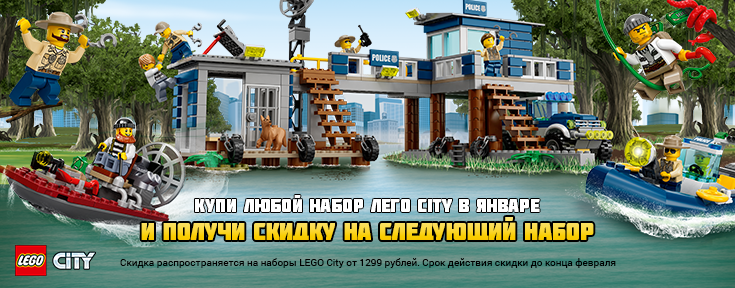 POLICE
POLICE
КУПИ ЛЮБОЙ НАБОР ЛЕГО CITY В ЯНВАРЕ
И ПОЛУЧИ СКИДКУ НА СЛЕДУЮЩИЙ НАБОР
LEGO CITY
Скидка распространяется на наборы LEGO City от 1299 рублей. Срок действия скидки до конца февраля